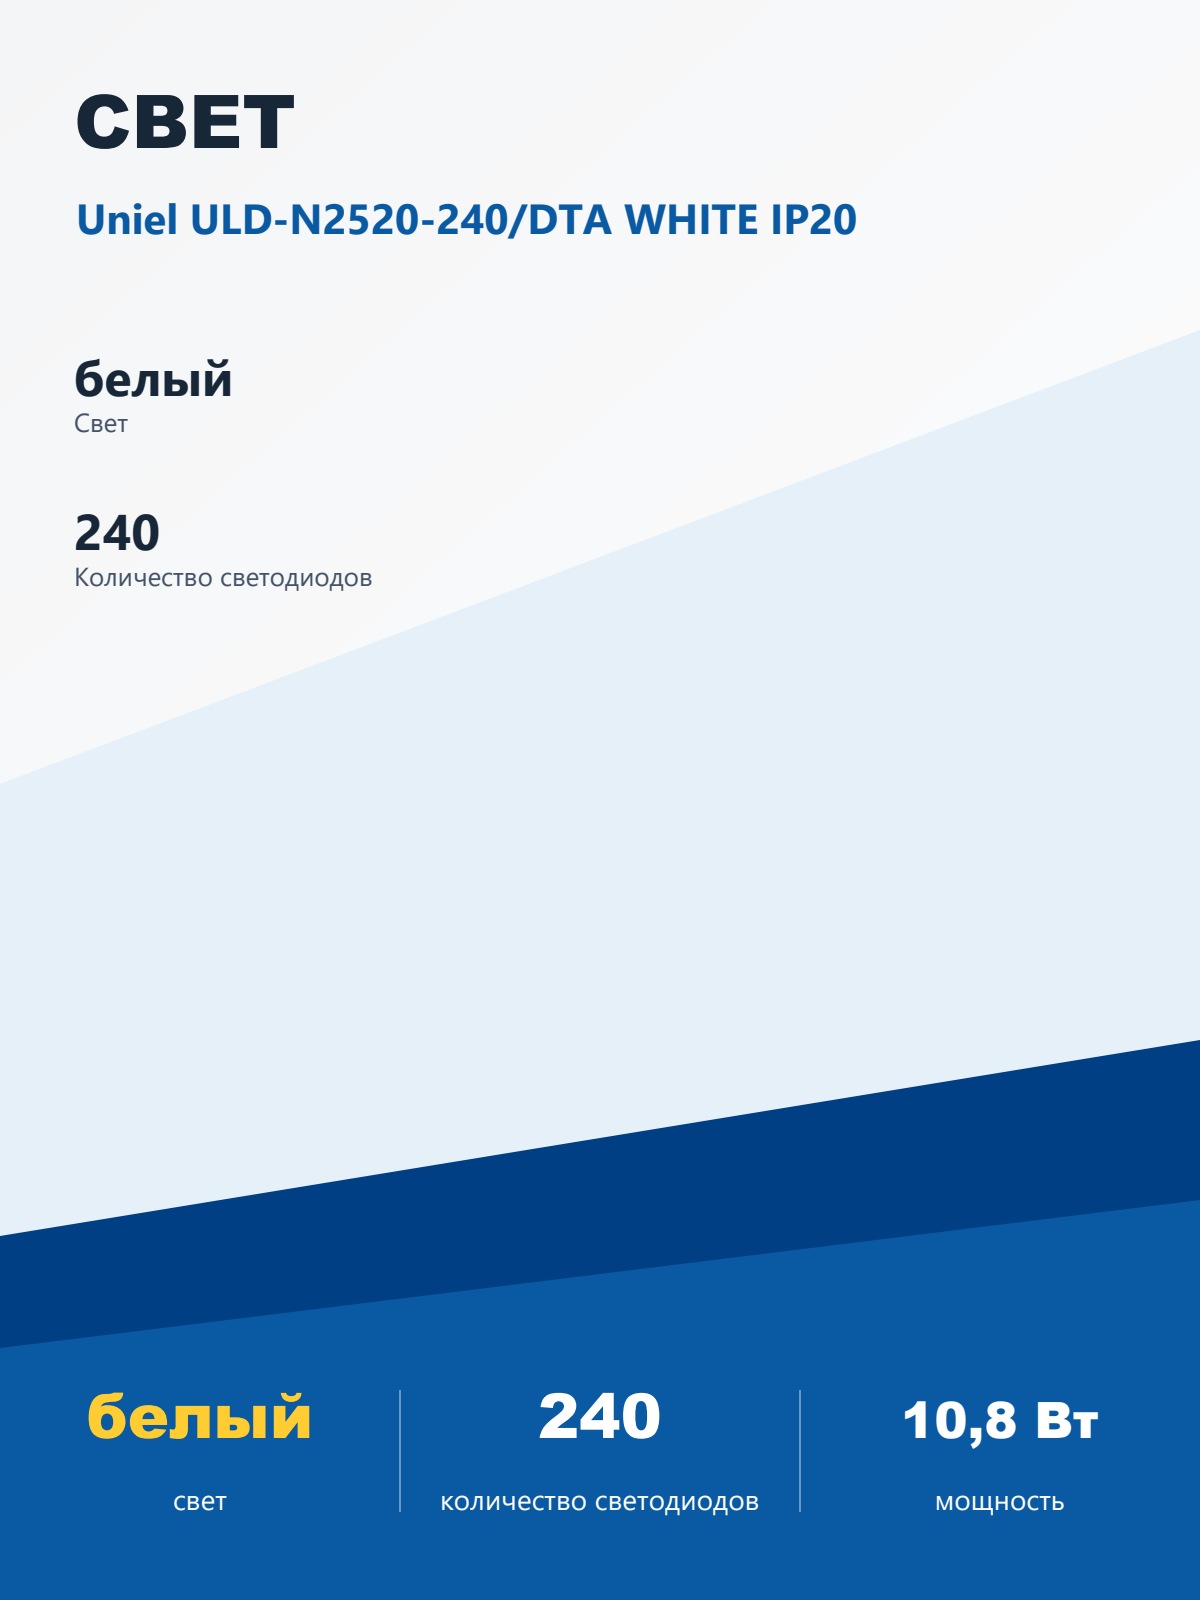 СВЕТ
Uniel ULD-N2520-240/DTA WHITE IP20
белый
Свет
240
Количество светодиодов
белый
свет
240
количество светодиодов
10,8 Вт
мощность